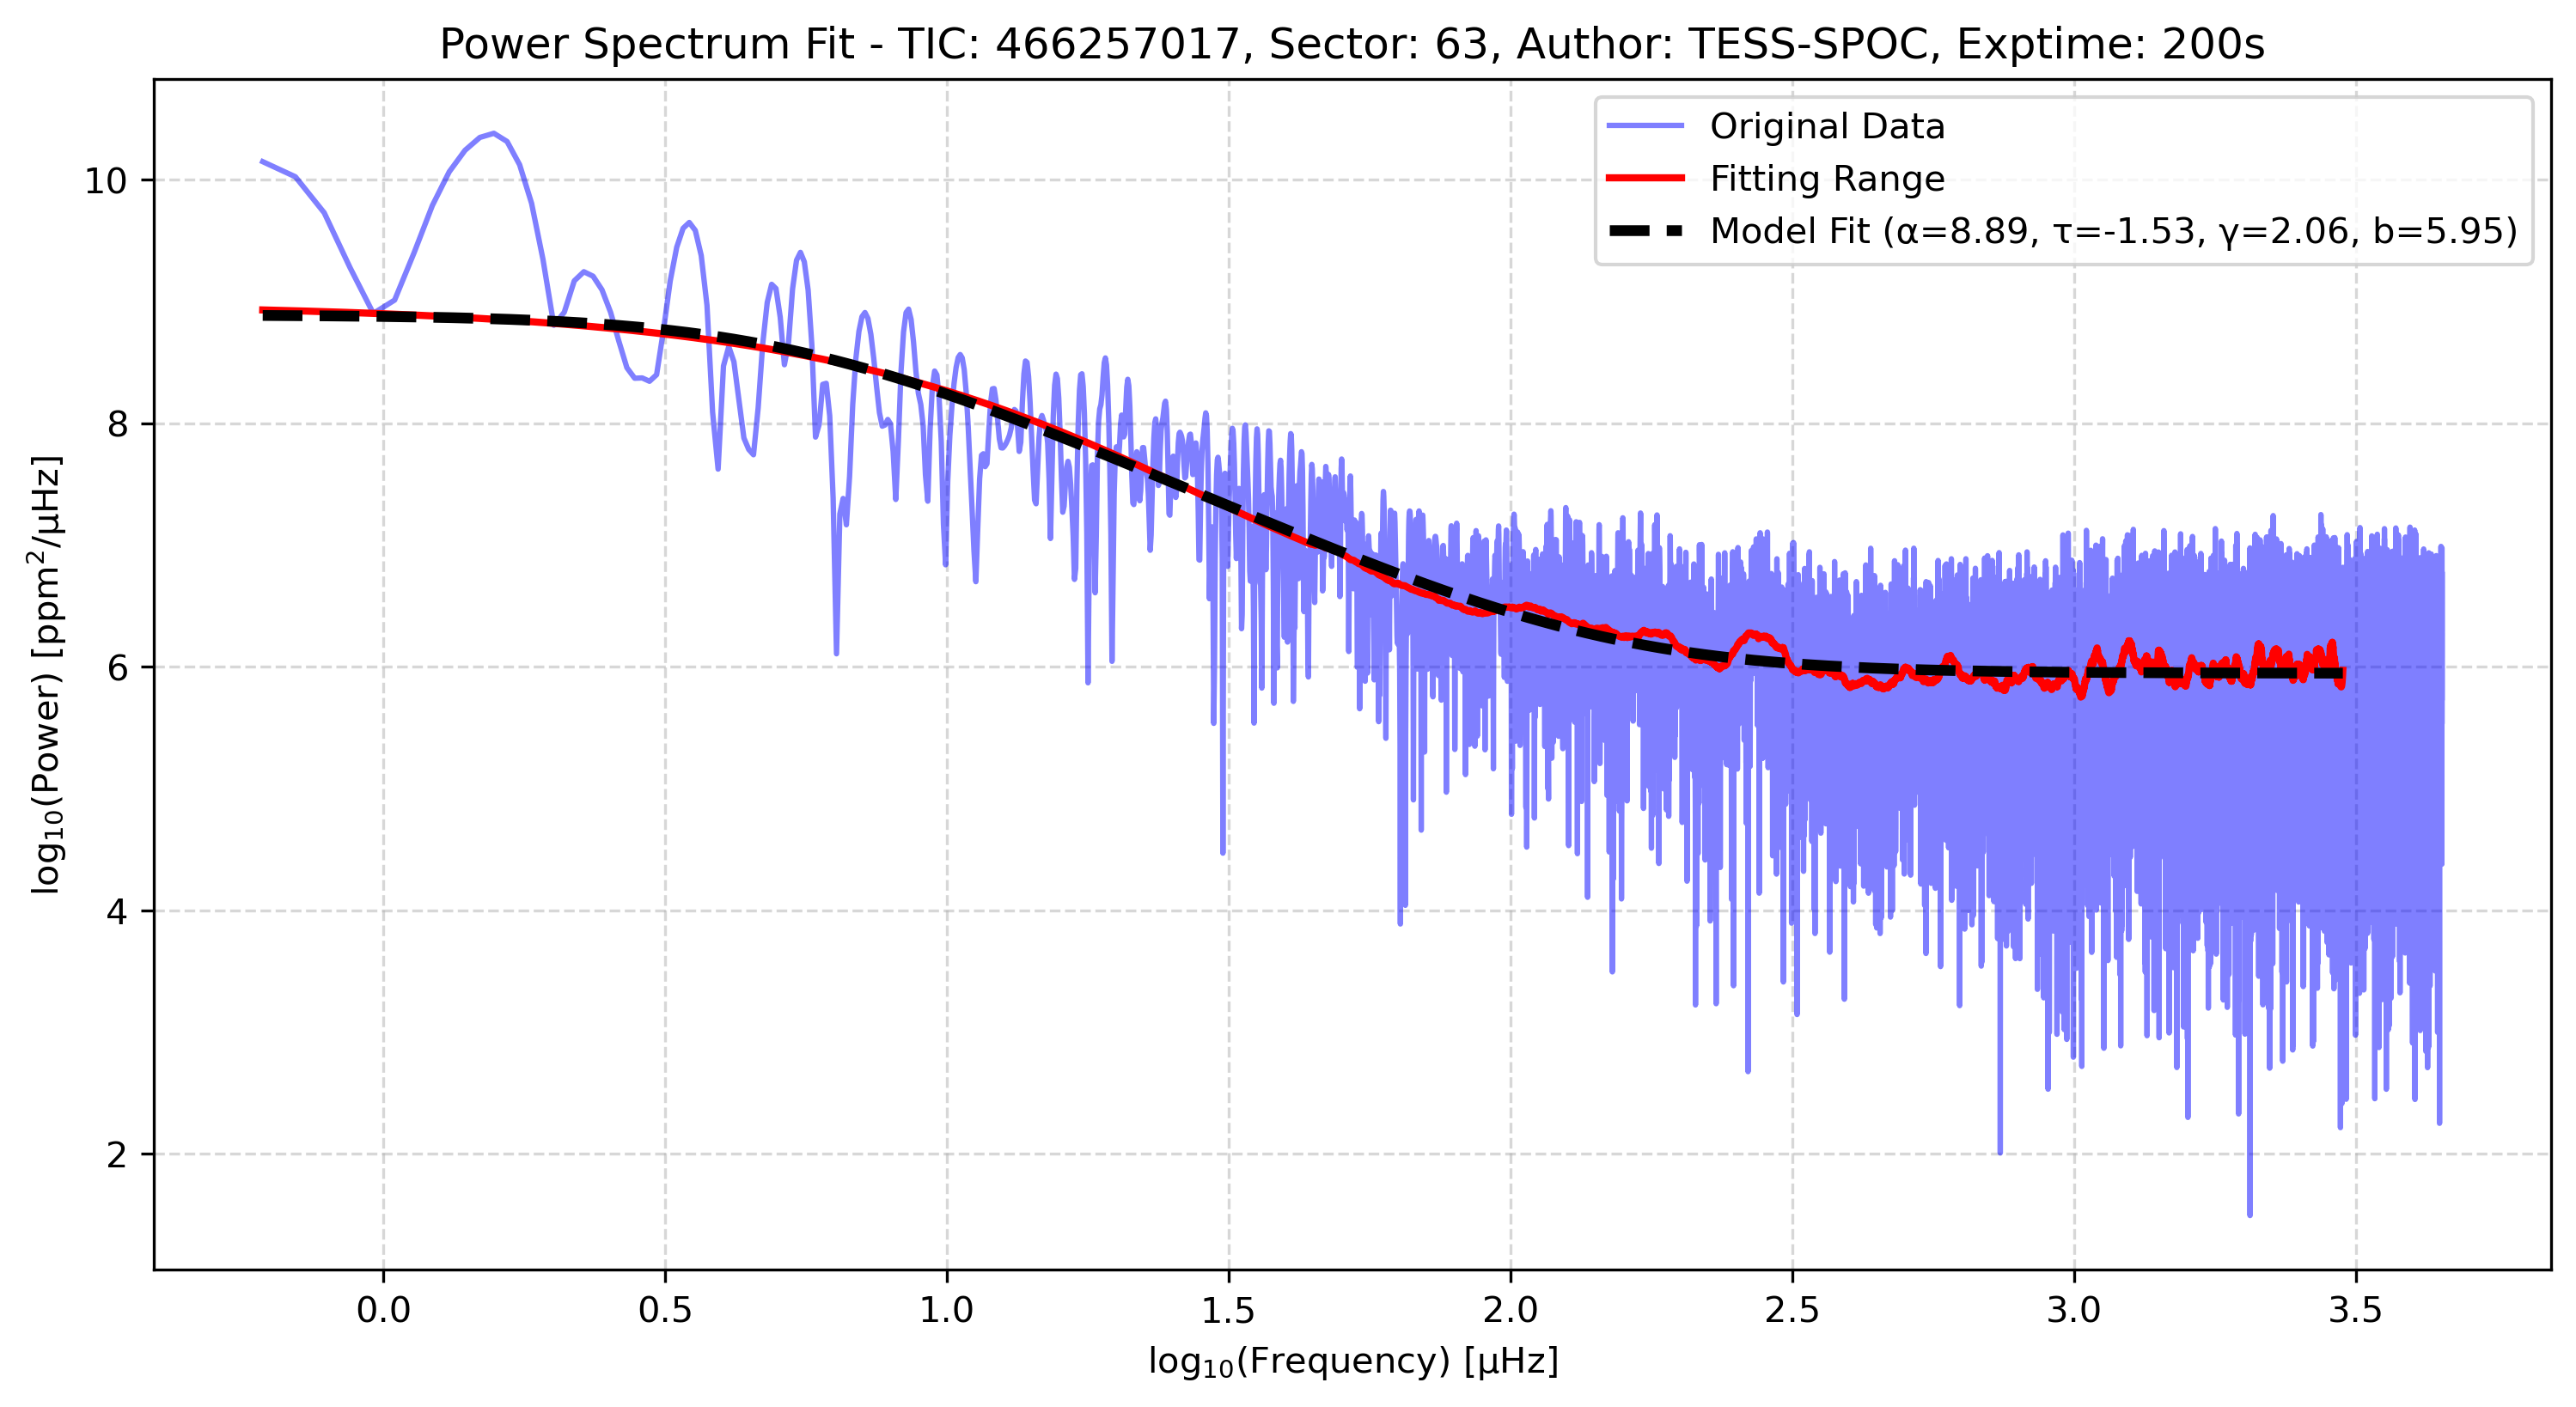 Power Spectrum Fit - TIC: 466257017, Sector: 63, Author: TESS-SPOC, Exptime: 200s
Original Data
Fitting Range
Model Fit (α=8.89, τ=-1.53, γ=2.06, b=5.95)
log₁₀(Power) [ppm²/μHz]
10
8
6
4
2
0.0 0.5 1.0 1.5 2.0 2.5 3.0 3.5
log₁₀(Frequency) [μHz]